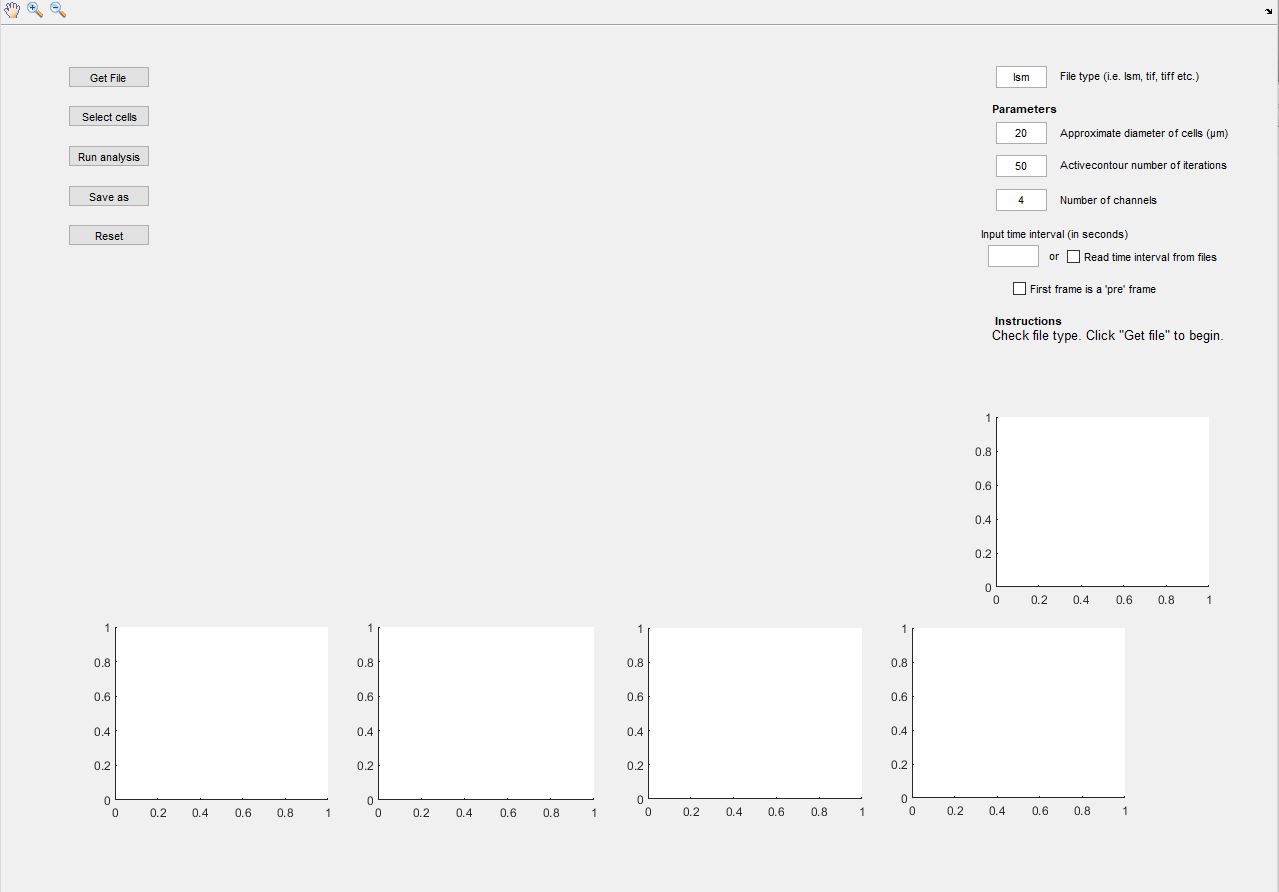 Get File
Select cells
Run analysis
Save as
Reset
lsm File type (i.e. lsm, tif, tiff etc.)
Parameters
20 Approximate diameter of cells (µm)
50 Activecontour number of iterations
4 Number of channels
Input time interval (in seconds)
or Read time interval from files
First frame is a 'pre' frame
Instructions
Check file type. Click "Get file" to begin.
1
0.8
0.6
0.4
0.2
0
0 0.2 0.4 0.6 0.8 1
1
0.8
0.6
0.4
0.2
0
0 0.2 0.4 0.6 0.8 1
1
0.8
0.6
0.4
0.2
0
0 0.2 0.4 0.6 0.8 1
1
0.8
0.6
0.4
0.2
0
0 0.2 0.4 0.6 0.8 1
1
0.8
0.6
0.4
0.2
0
0 0.2 0.4 0.6 0.8 1